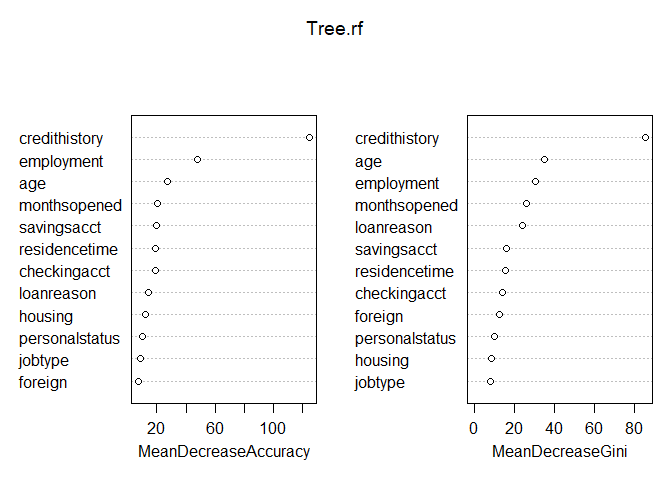 Tree.rf
credithistory
employment
age
monthsopened
savingsacct
residencetime
checkingacct
loanreason
housing
personalstatus
jobtype
foreign
20 60 100
MeanDecreaseAccuracy
credithistory
age
employment
monthsopened
loanreason
savingsacct
residencetime
checkingacct
foreign
personalstatus
housing
jobtype
0 20 40 60 80
MeanDecreaseGini